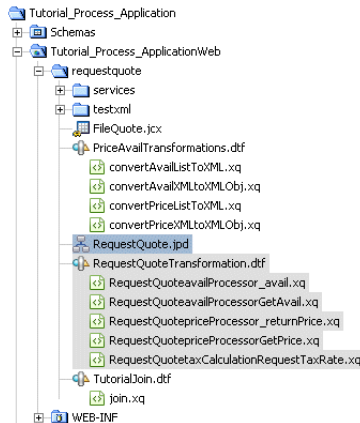 Tutorial_Process_Application
Schemas
Tutorial_Process_ApplicationWeb
requestquote
services
testxml
FileQuote.jcx
PriceAvailTransformations.dtf
convertAvailListToXML.xq
convertAvailXMLtoXMLObj.xq
convertPriceListToXML.xq
convertPriceXMLtoXMLObj.xq
RequestQuote.jpd
RequestQuoteTransformation.dtf
RequestQuoteavailProcessor_avail.xq
RequestQuoteavailProcessorGetAvail.xq
RequestQuotepriceProcessor_returnPrice.xq
RequestQuotepriceProcessorGetPrice.xq
RequestQuotetaxCalculationRequestTaxRate.xq
TutorialJoin.dtf
join.xq
WEB-INF